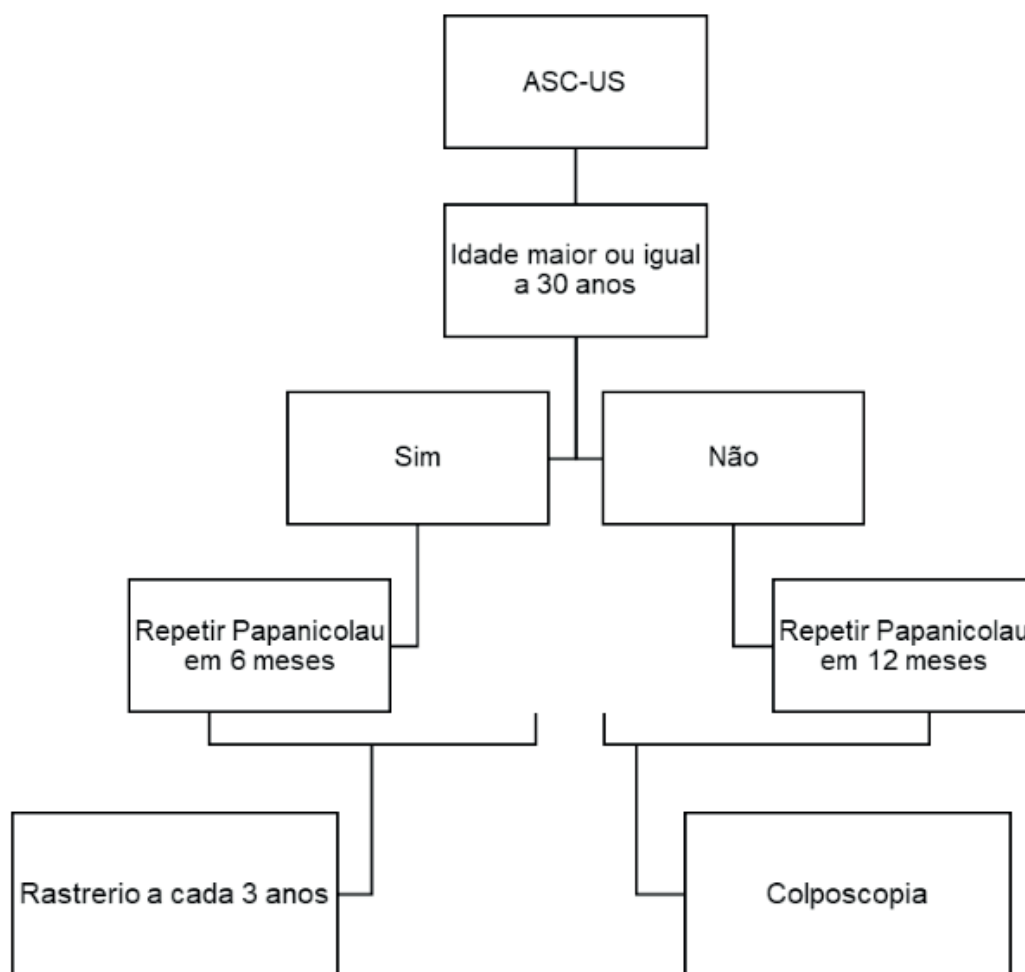 ASC-US
Idade maior ou igual
a 30 anos
Sim
Não
Repetir Papanicolau
em 6 meses
Repetir Papanicolau
em 12 meses
Rastrerio a cada 3 anos
Colposcopia